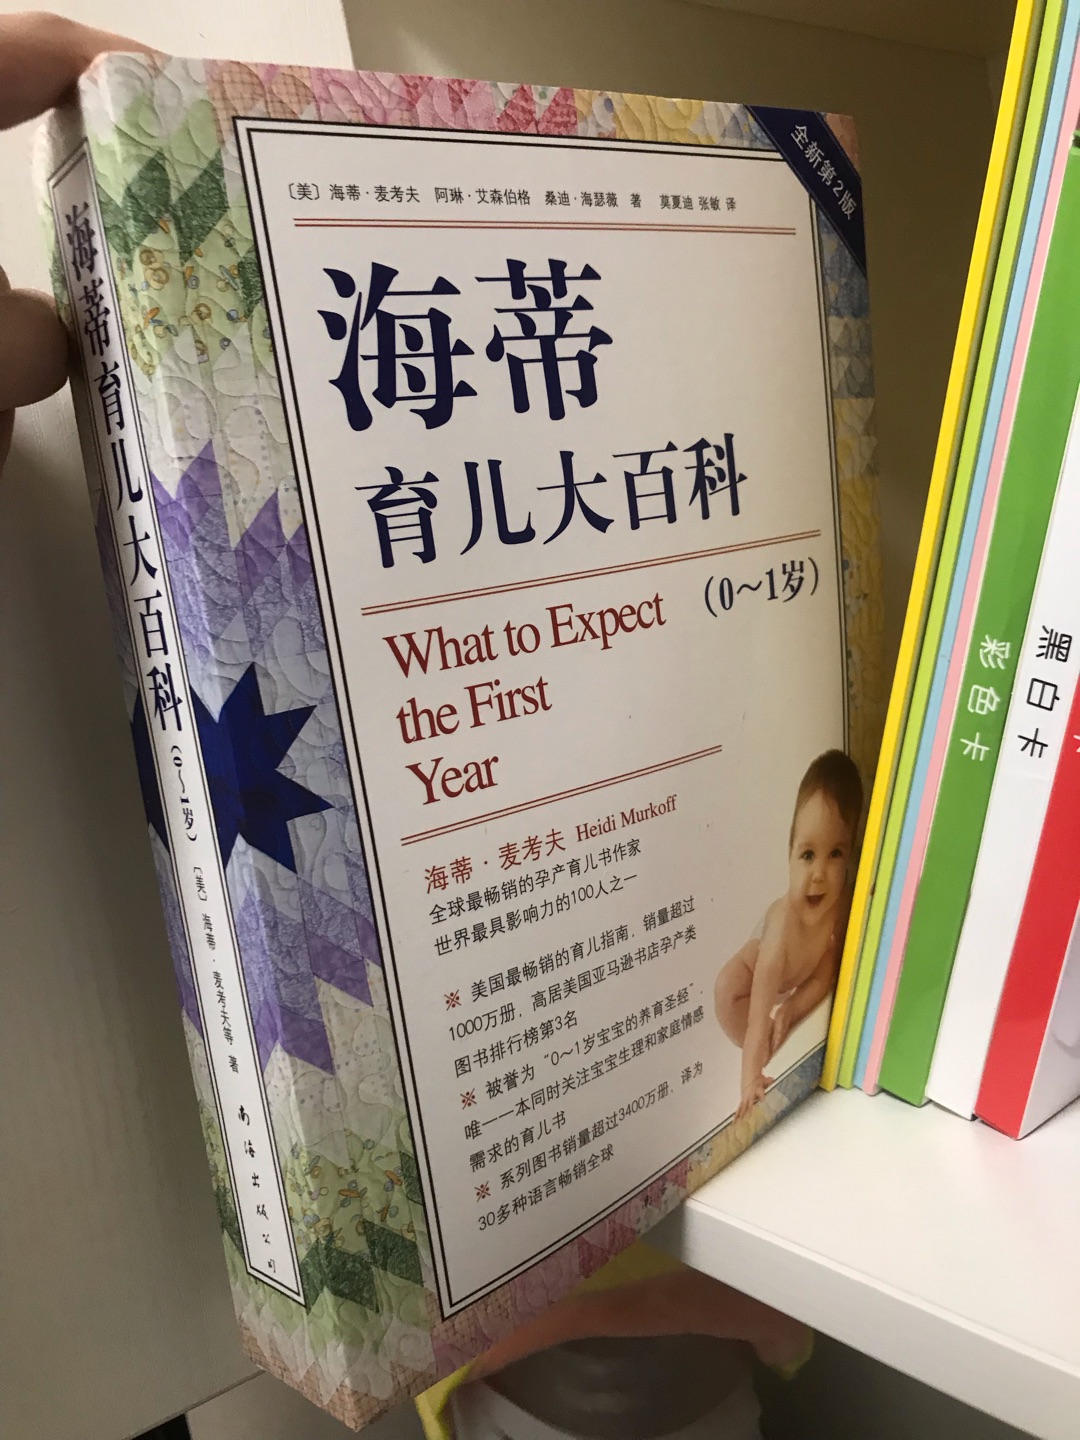 全新第2版
〔美〕海蒂·麦考夫 阿琳·艾森伯格 桑迪·海瑟薇 著 莫夏迪 张敏 译
海蒂
育儿大百科
(0～1岁)
What to Expect
the First
Year
海蒂·麦考夫 Heidi Murkoff
全球最畅销的孕产育儿书作家
世界最具影响力的100人之一
※ 美国最畅销的育儿指南，销量超过
1000万册，高居美国亚马逊书店孕产类
图书排行榜第3名
※ 被誉为“0～1岁宝宝的养育圣经”，
唯一一本同时关注宝宝生理和家庭情感
需求的育儿书
※ 系列图书销量超过3400万册，译为
30多种语言畅销全球
海蒂育儿大百科(0～1岁) 〔美〕海蒂·麦考夫等 著 南海出版公司
彩色卡
黑白卡